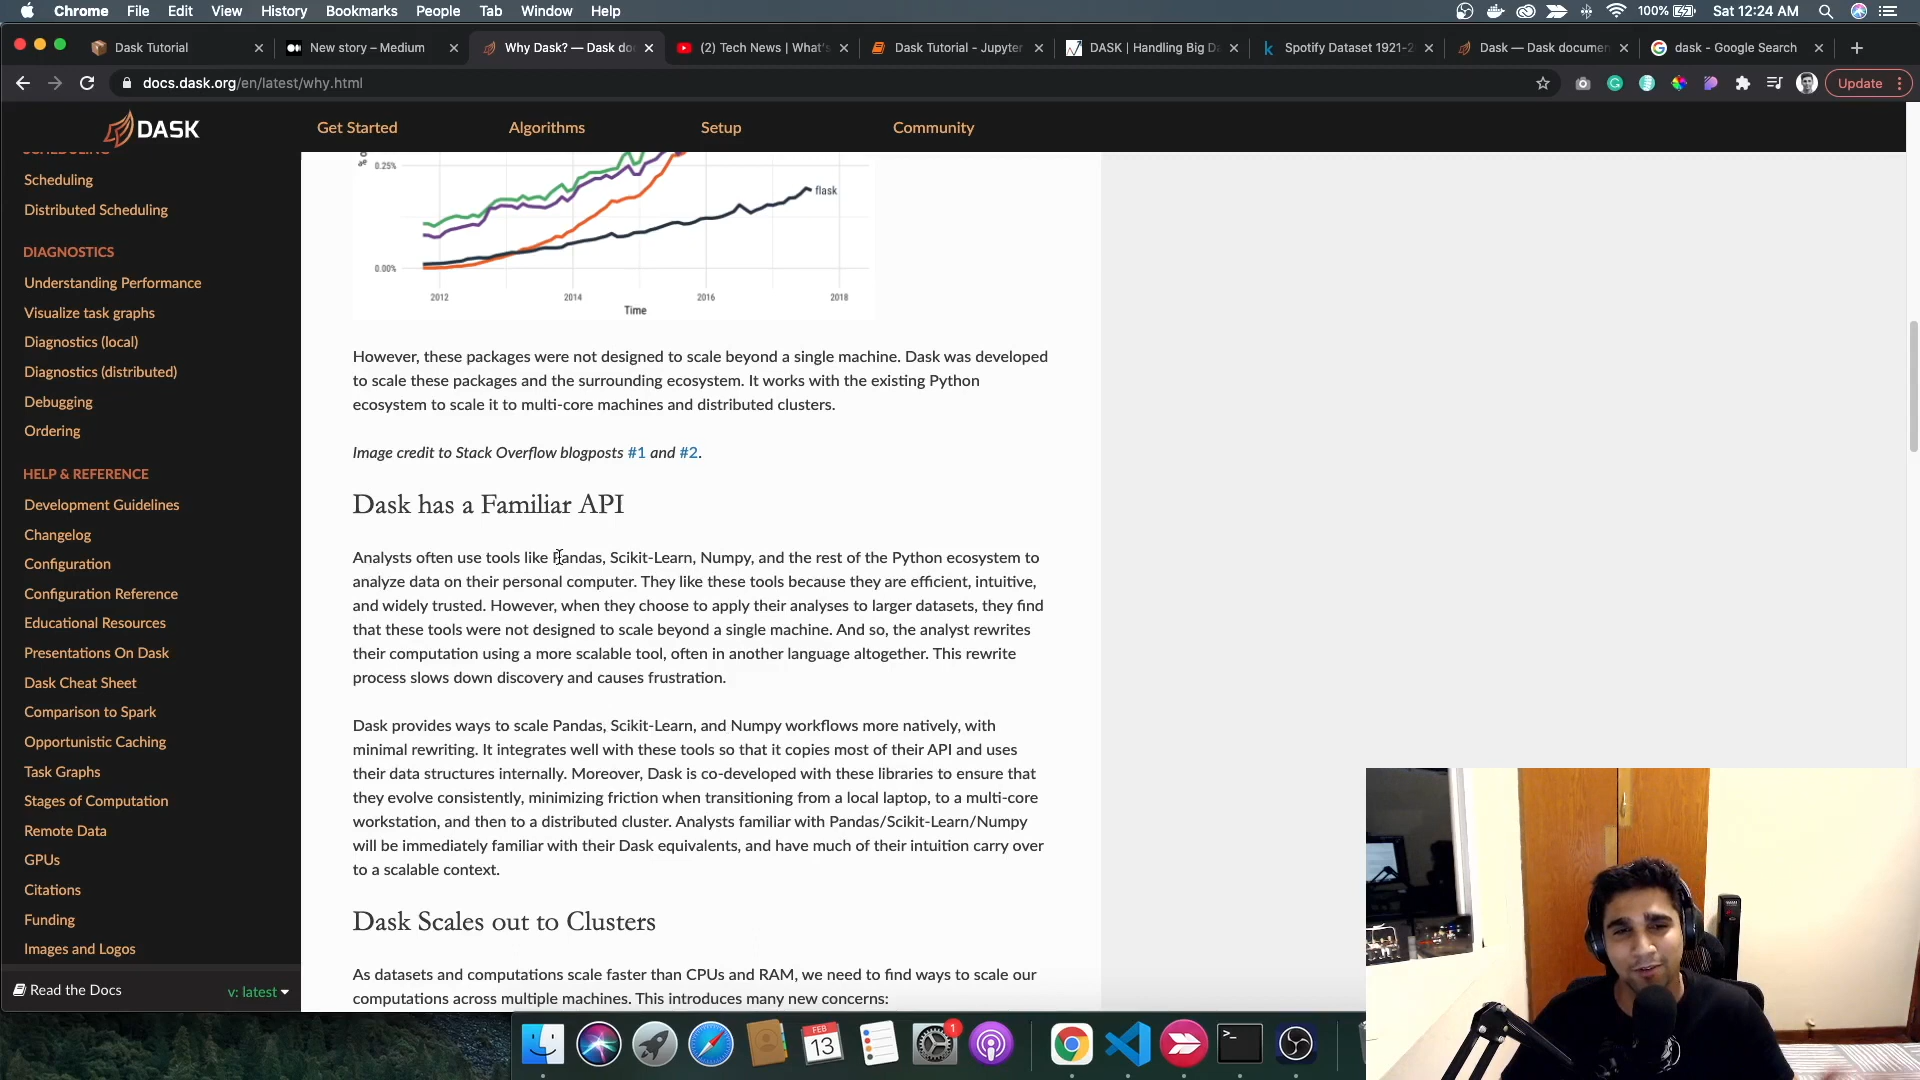 Chrome File Edit View History Bookmarks People Tab Window Help 100% Sat 12:24 AM
Dask Tutorial
New story – Medium
Why Dask? — Dask do
(2) Tech News | What's
Dask Tutorial - Jupyter
DASK | Handling Big D
Spotify Dataset 1921-2
Dask — Dask documen
dask - Google Search
docs.dask.org/en/latest/why.html
Update
DASK
Get Started
Algorithms
Setup
Community
SCHEDULING
Scheduling
Distributed Scheduling
DIAGNOSTICS
Understanding Performance
Visualize task graphs
Diagnostics (local)
Diagnostics (distributed)
Debugging
Ordering
HELP & REFERENCE
Development Guidelines
Changelog
Configuration
Configuration Reference
Educational Resources
Presentations On Dask
Dask Cheat Sheet
Comparison to Spark
Opportunistic Caching
Task Graphs
Stages of Computation
Remote Data
GPUs
Citations
Funding
Images and Logos
Read the Docs
v: latest
0.25%
flask
0.00%
2012 2014 2016 2018
Time
However, these packages were not designed to scale beyond a single machine. Dask was developed
to scale these packages and the surrounding ecosystem. It works with the existing Python
ecosystem to scale it to multi-core machines and distributed clusters.
Image credit to Stack Overflow blogposts #1 and #2.
Dask has a Familiar API
Analysts often use tools like Pandas, Scikit-Learn, Numpy, and the rest of the Python ecosystem to
analyze data on their personal computer. They like these tools because they are efficient, intuitive,
and widely trusted. However, when they choose to apply their analyses to larger datasets, they find
that these tools were not designed to scale beyond a single machine. And so, the analyst rewrites
their computation using a more scalable tool, often in another language altogether. This rewrite
process slows down discovery and causes frustration.
Dask provides ways to scale Pandas, Scikit-Learn, and Numpy workflows more natively, with
minimal rewriting. It integrates well with these tools so that it copies most of their API and uses
their data structures internally. Moreover, Dask is co-developed with these libraries to ensure that
they evolve consistently, minimizing friction when transitioning from a local laptop, to a multi-core
workstation, and then to a distributed cluster. Analysts familiar with Pandas/Scikit-Learn/Numpy
will be immediately familiar with their Dask equivalents, and have much of their intuition carry over
to a scalable context.
Dask Scales out to Clusters
As datasets and computations scale faster than CPUs and RAM, we need to find ways to scale our
computations across multiple machines. This introduces many new concerns:
FEB
13
1